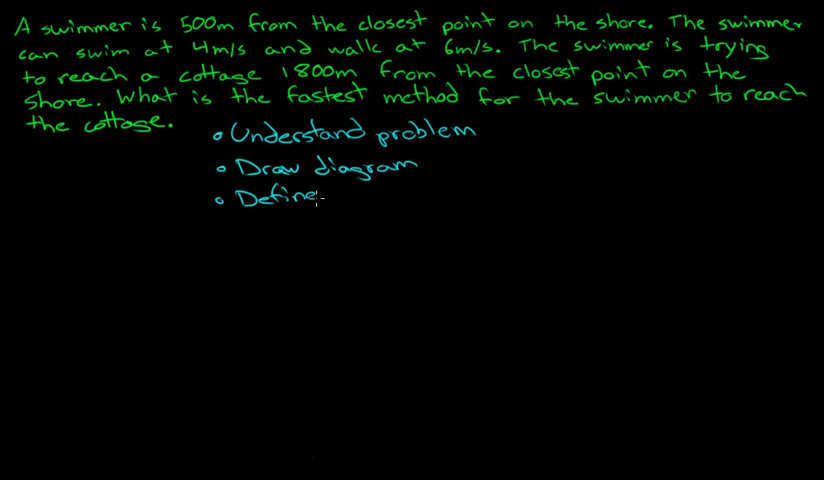 A swimmer is 500m from the closest point on the shore. The swimmer
can swim at 4m/s and walk at 6m/s. The swimmer is trying
to reach a cottage 1800m from the closest point on the
shore. What is the fastest method for the swimmer to reach
the cottage.
• Understand problem
• Draw diagram
• Define